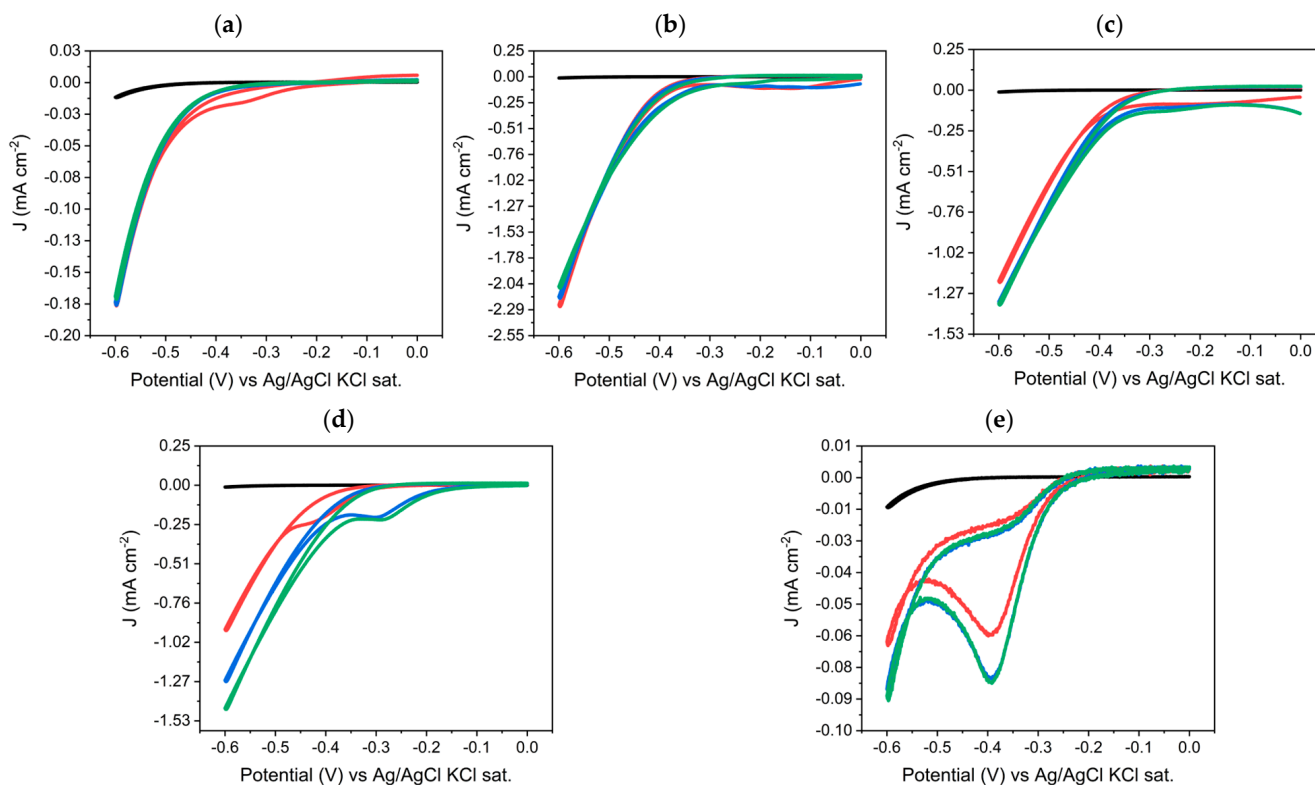 (a)
0.03
0.00
-0.03
-0.05
-0.08
-0.10
-0.13
-0.15
-0.18
-0.20
J (mA cm-2)
-0.6 -0.5 -0.4 -0.3 -0.2 -0.1 0.0
Potential (V) vs Ag/AgCl KCl sat.
(b)
0.25
0.00
-0.25
-0.51
-0.76
-1.02
-1.27
-1.53
-1.78
-2.04
-2.29
-2.55
J (mA cm-2)
-0.6 -0.5 -0.4 -0.3 -0.2 -0.1 0.0
Potential (V) vs Ag/AgCl KCl sat.
(c)
0.25
0.00
-0.25
-0.51
-0.76
-1.02
-1.27
-1.53
J (mA cm-2)
-0.6 -0.5 -0.4 -0.3 -0.2 -0.1 0.0
Potential (V) vs Ag/AgCl KCl sat.
(d)
0.25
0.00
-0.25
-0.51
-0.76
-1.02
-1.27
-1.53
J (mA cm-2)
-0.6 -0.5 -0.4 -0.3 -0.2 -0.1 0.0
Potential (V) vs Ag/AgCl KCl sat.
(e)
0.01
0.00
-0.01
-0.03
-0.04
-0.05
-0.06
-0.08
-0.09
-0.10
J (mA cm-2)
-0.6 -0.5 -0.4 -0.3 -0.2 -0.1 0.0
Potential (V) vs Ag/AgCl KCl sat.